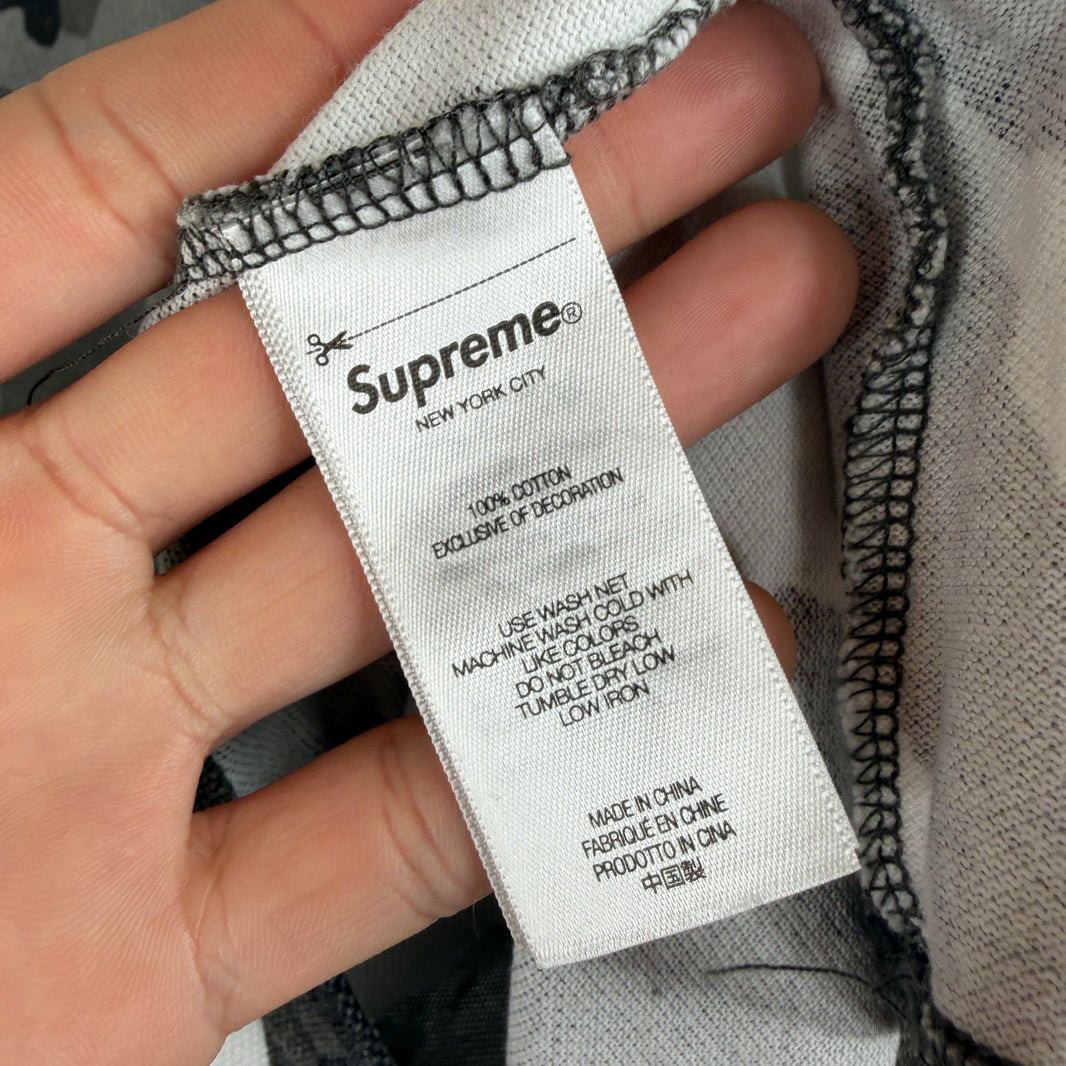 Supreme®
NEW YORK CITY
100% COTTON
EXCLUSIVE OF DECORATION
USE WASH NET
MACHINE WASH COLD WITH
LIKE COLORS
DO NOT BLEACH
TUMBLE DRY LOW
LOW IRON
MADE IN CHINA
FABRIQUÉ EN CHINE
PRODOTTO IN CINA
中国製